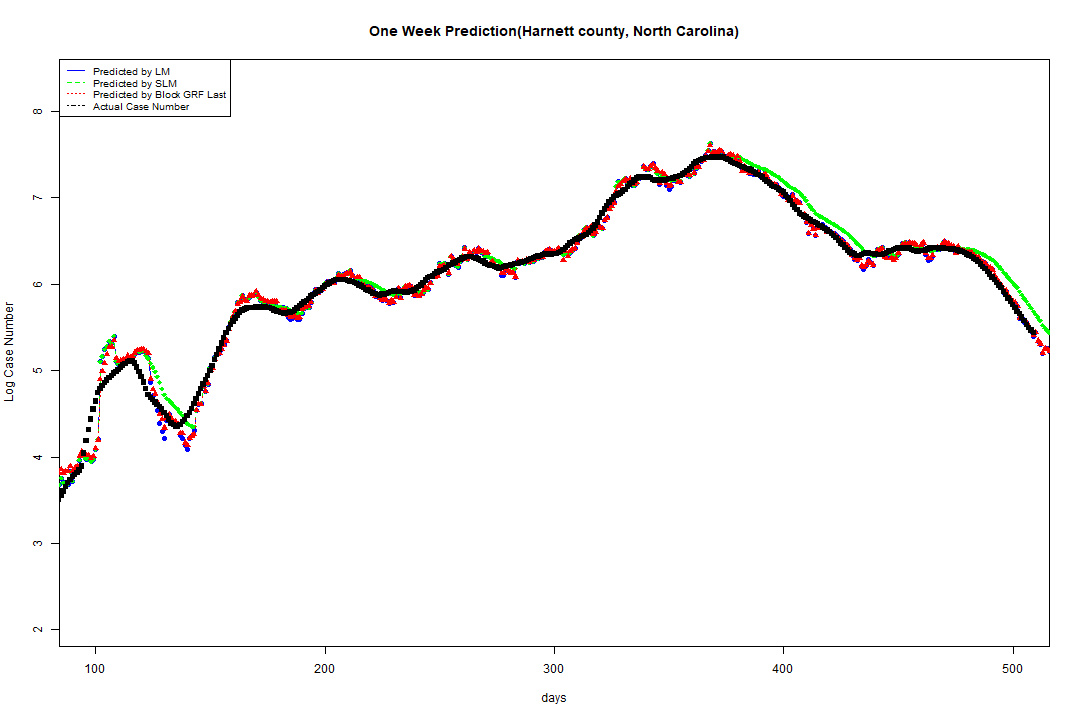 One Week Prediction(Harnett county, North Carolina)
Predicted by LM
Predicted by SLM
Predicted by Block GRF Last
Actual Case Number
Log Case Number
8
7
6
5
4
3
2
100 200 300 400 500
days